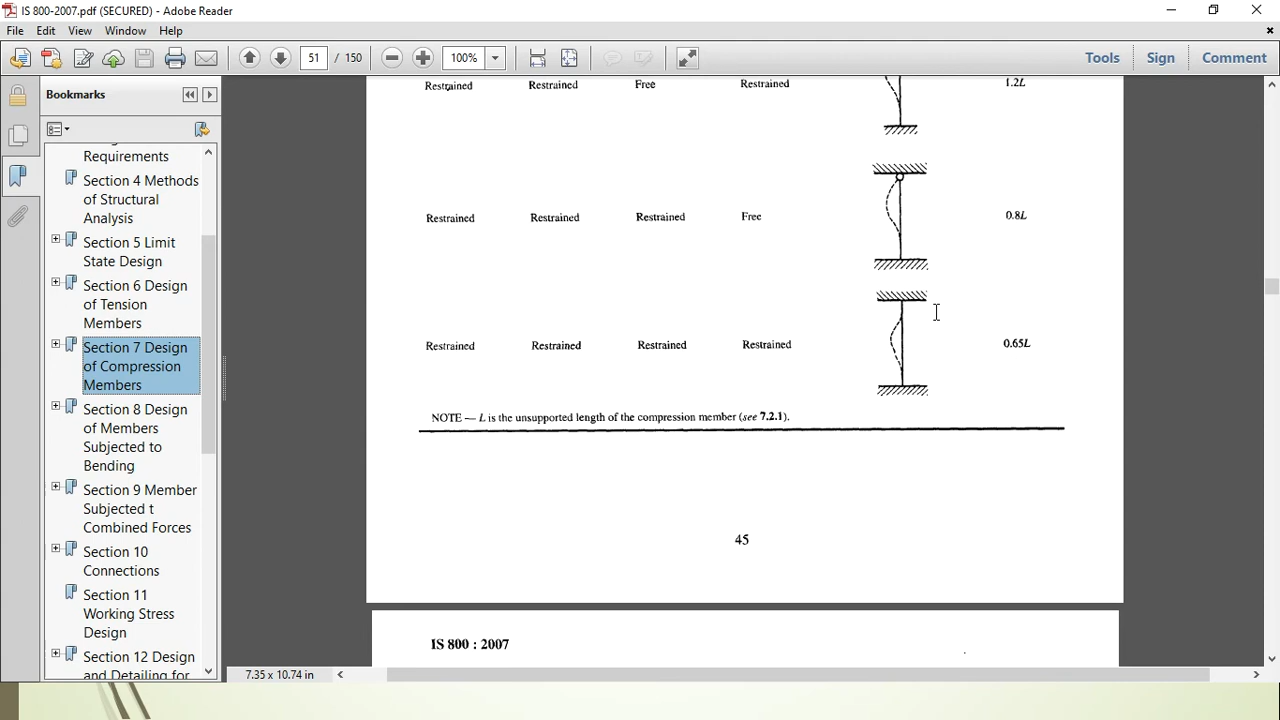 IS 800-2007.pdf (SECURED) - Adobe Reader
File Edit View Window Help
51 / 150 100% Tools Sign Comment
Bookmarks
Requirements
Section 4 Methods
of Structural
Analysis
Section 5 Limit
State Design
Section 6 Design
of Tension
Members
Section 7 Design
of Compression
Members
Section 8 Design
of Members
Subjected to
Bending
Section 9 Member
Subjected t
Combined Forces
Section 10
Connections
Section 11
Working Stress
Design
Section 12 Design
and Detailing for
Restrained Restrained Free Restrained 1.2L
Restrained Restrained Restrained Free 0.8L
Restrained Restrained Restrained Restrained 0.65L
NOTE — L is the unsupported length of the compression member (see 7.2.1).
45
IS 800 : 2007
7.35 x 10.74 in